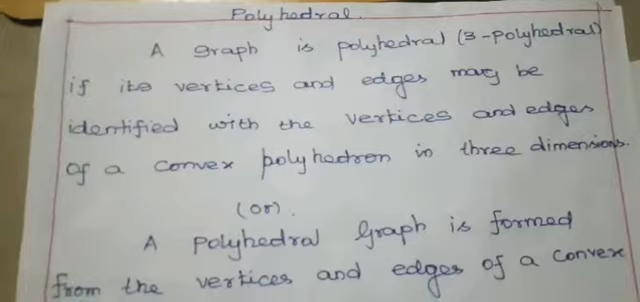 Polyhedral.
A graph is polyhedral (3-polyhedral)
if its vertices and edges may be
identified with the vertices and edges
of a convex polyhedron in three dimensions.
(or).
A polyhedral graph is formed
from the vertices and edges of a convex